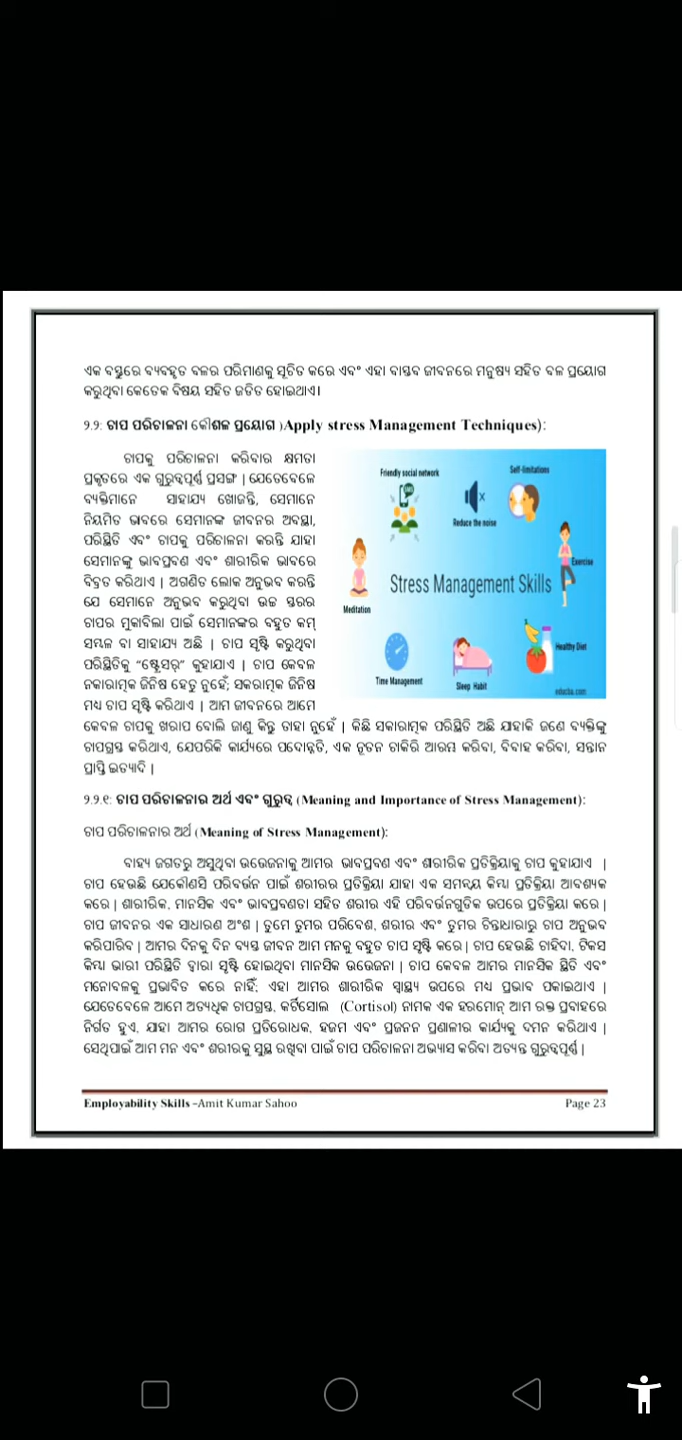 ଏକ ବସ୍ତୁରେ ବ୍ୟବହୃତ ବଳର ପରିମାଣକୁ ସୂଚିତ କରେ ଏବଂ ଏହା ବାସ୍ତବ ଜୀବନରେ ମନୁଷ୍ୟ ସହିତ ବଳ ପ୍ରୟୋଗ
କରୁଥିବା କେତେକ ବିଷୟ ସହିତ ଜଡିତ ହୋଇଥାଏ।
୨.୨: ଚାପ ପରିଚାଳନା କୌଶଳ ପ୍ରୟୋଗ )Apply stress Management Techniques):
ଚାପକୁ ପରିଚାଳନା କରିବାର କ୍ଷମତା
ପ୍ରକୃତରେ ଏକ ଗୁରୁତ୍ୱପୂର୍ଣ୍ଣ ପ୍ରସଙ୍ଗ | ଯେତେବେଳେ
ବ୍ୟକ୍ତିମାନେ ସାହାଯ୍ୟ ଖୋଜନ୍ତି, ସେମାନେ
ନିୟମିତ ଭାବରେ ସେମାନଙ୍କ ଜୀବନର ଅବସ୍ଥା,
ପରିସ୍ଥିତି ଏବଂ ଚାପକୁ ପରିଚାଳନା କରନ୍ତି ଯାହା
ସେମାନଙ୍କୁ ଭାବପ୍ରବଣ ଏବଂ ଶାରୀରିକ ଭାବରେ
ବିବ୍ରତ କରିଥାଏ | ଅଗଣିତ ଲୋକ ଅନୁଭବ କରନ୍ତି
ଯେ ସେମାନେ ଅନୁଭବ କରୁଥିବା ଉଚ୍ଚ ସ୍ତରର
ଚାପର ମୁକାବିଲା ପାଇଁ ସେମାନଙ୍କର ବହୁତ କମ୍
ସମ୍ବଳ ବା ସାହାଯ୍ୟ ଅଛି | ଚାପ ସୃଷ୍ଟି କରୁଥିବା
ପରିସ୍ଥିତିକୁ “ଷ୍ଟ୍ରେସର୍” କୁହାଯାଏ | ଚାପ କେବଳ
ନକାରାତ୍ମକ ଜିନିଷ ହେତୁ ନୁହେଁ; ସକରାତ୍ମକ ଜିନିଷ
ମଧ୍ୟ ଚାପ ସୃଷ୍ଟି କରିଥାଏ | ଆମ ଜୀବନରେ ଆମେ
Friendly social network
SMS
Self-limitations
Reduce the noise
Exercise
Stress Management Skills
Meditation
Healthy Diet
Time Management
Sleep Habit
educba.com
କେବଳ ଚାପକୁ ଖରାପ ବୋଲି ଜାଣୁ କିନ୍ତୁ ତାହା ନୁହେଁ | କିଛି ସକାରାତ୍ମକ ପରିସ୍ଥିତି ଅଛି ଯାହାକି ଜଣେ ବ୍ୟକ୍ତିଙ୍କୁ
ଚାପଗ୍ରସ୍ତ କରିଥାଏ, ଯେପରିକି କାର୍ଯ୍ୟରେ ପଦୋନ୍ନତି, ଏକ ନୂତନ ଚାକିରି ଆରମ୍ଭ କରିବା, ବିବାହ କରିବା, ସନ୍ତାନ
ପ୍ରାପ୍ତି ଇତ୍ୟାଦି |
୨.୨.୧: ଚାପ ପରିଚାଳନାର ଅର୍ଥ ଏବଂ ଗୁରୁତ୍ୱ (Meaning and Importance of Stress Management):
ଚାପ ପରିଚାଳନାର ଅର୍ଥ (Meaning of Stress Management):
ବାହ୍ୟ ଜଗତରୁ ଅସୁଥିବା ଉତ୍ତେଜନାକୁ ଆମର ଭାବପ୍ରବଣ ଏବଂ ଶାରୀରିକ ପ୍ରତିକ୍ରିୟାକୁ ଚାପ କୁହାଯାଏ |
ଚାପ ହେଉଛି ଯେକୌଣସି ପରିବର୍ତ୍ତନ ପାଇଁ ଶରୀରର ପ୍ରତିକ୍ରିୟା ଯାହା ଏକ ସମନ୍ୱୟ କିମ୍ବା ପ୍ରତିକ୍ରିୟା ଆବଶ୍ୟକ
କରେ | ଶାରୀରିକ, ମାନସିକ ଏବଂ ଭାବପ୍ରବଣତା ସହିତ ଶରୀର ଏହି ପରିବର୍ତ୍ତନଗୁଡିକ ଉପରେ ପ୍ରତିକ୍ରିୟା କରେ |
ଚାପ ଜୀବନର ଏକ ସାଧାରଣ ଅଂଶ | ତୁମେ ତୁମର ପରିବେଶ, ଶରୀର ଏବଂ ତୁମର ଚିନ୍ତାଧାରାରୁ ଚାପ ଅନୁଭବ
କରିପାରିବ | ଆମର ଦିନକୁ ଦିନ ବ୍ୟସ୍ତ ଜୀବନ ଆମ ମନକୁ ବହୁତ ଚାପ ସୃଷ୍ଟି କରେ | ଚାପ ହେଉଛି ଚାହିଦା, ଟିକସ
କିମ୍ବା ଭାରୀ ପରିସ୍ଥିତି ଦ୍ୱାରା ସୃଷ୍ଟି ହୋଇଥିବା ମାନସିକ ଉତ୍ତେଜନା | ଚାପ କେବଳ ଆମର ମାନସିକ ସ୍ଥିତି ଏବଂ
ମନୋବଳକୁ ପ୍ରଭାବିତ କରେ ନାହିଁ; ଏହା ଆମର ଶାରୀରିକ ସ୍ୱାସ୍ଥ୍ୟ ଉପରେ ମଧ୍ୟ ପ୍ରଭାବ ପକାଇଥାଏ |
ଯେତେବେଳେ ଆମେ ଅତ୍ୟଧିକ ଚାପଗ୍ରସ୍ତ, କର୍ଟିସୋଲ (Cortisol) ନାମକ ଏକ ହରମୋନ୍ ଆମ ରକ୍ତ ପ୍ରବାହରେ
ନିର୍ଗତ ହୁଏ, ଯାହା ଆମର ରୋଗ ପ୍ରତିରୋଧକ, ହଜମ ଏବଂ ପ୍ରଜନନ ପ୍ରଣାଳୀର କାର୍ଯ୍ୟକୁ ଦମନ କରିଥାଏ |
ସେଥିପାଇଁ ଆମ ମନ ଏବଂ ଶରୀରକୁ ସୁସ୍ଥ ରଖିବା ପାଇଁ ଚାପ ପରିଚାଳନା ଅଭ୍ୟାସ କରିବା ଅତ୍ୟନ୍ତ ଗୁରୁତ୍ୱପୂର୍ଣ୍ଣ |
Employability Skills –Amit Kumar Sahoo
Page 23